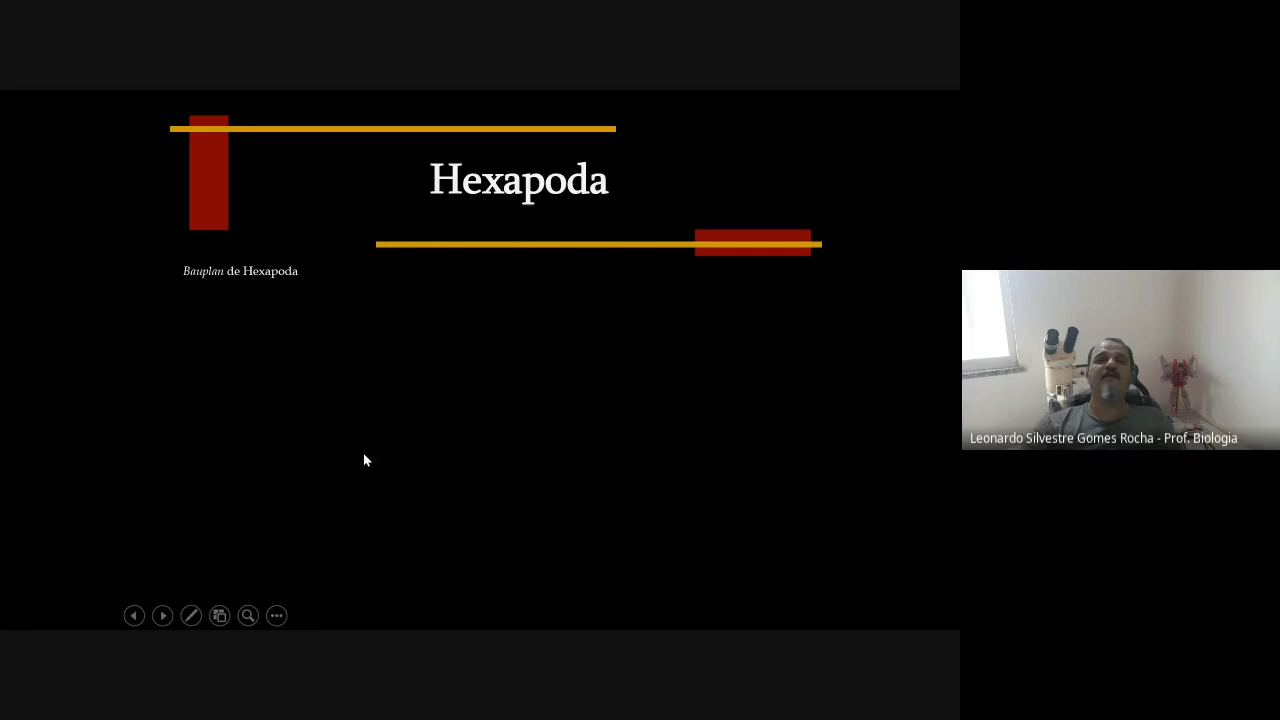 Hexapoda
Bauplan de Hexapoda
Leonardo Silvestre Gomes Rocha - Prof. Biologia